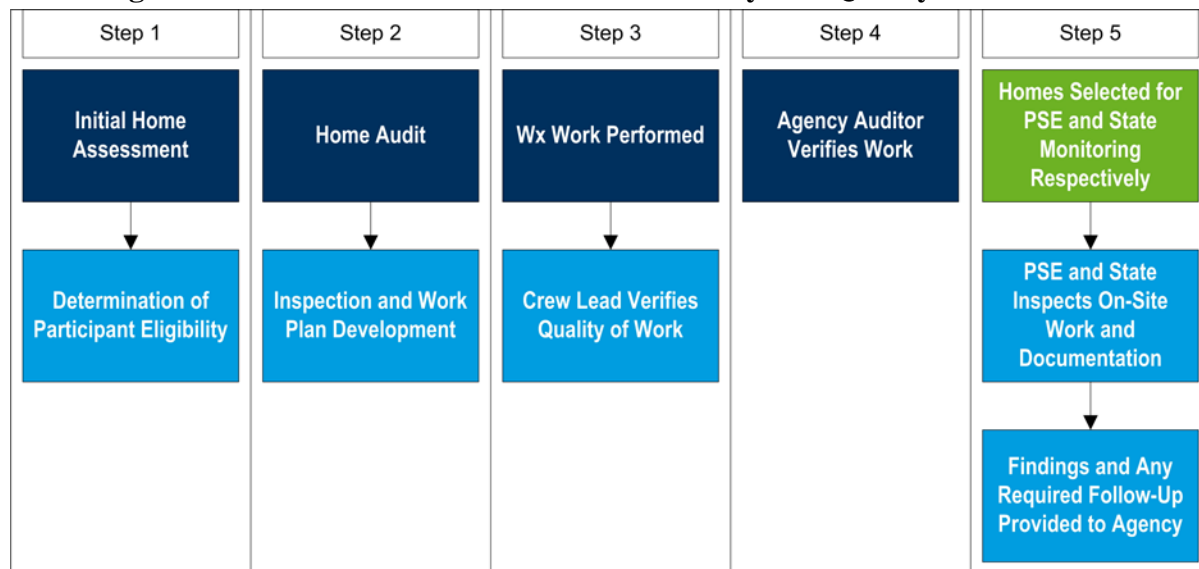 Step 1
Step 2
Step 3
Step 4
Step 5
Initial Home
Assessment
Home Audit
Wx Work Performed
Agency Auditor
Verifies Work
Homes Selected for
PSE and State
Monitoring
Respectively
Determination of
Participant Eligibility
Inspection and Work
Plan Development
Crew Lead Verifies
Quality of Work
PSE and State
Inspects On-Site
Work and
Documentation
Findings and Any
Required Follow-Up
Provided to Agency